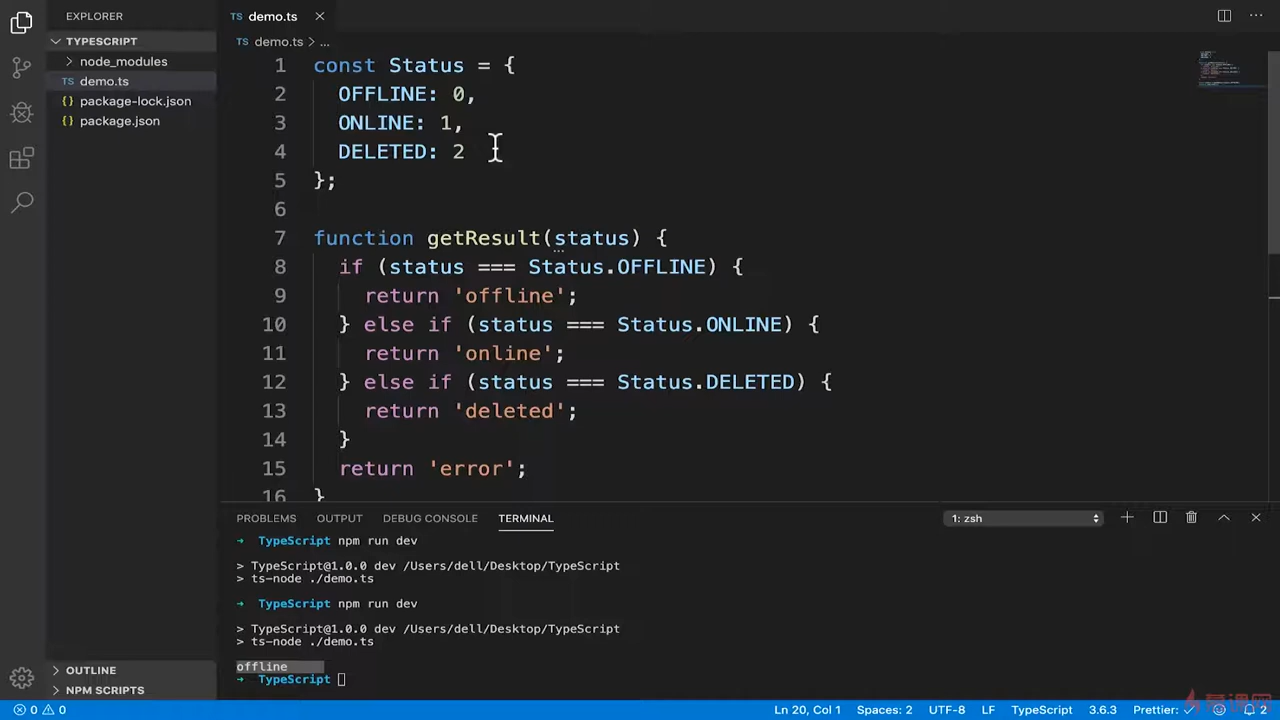 EXPLORER
TYPESCRIPT
node_modules
TS demo.ts
{} package-lock.json
{} package.json
OUTLINE
NPM SCRIPTS
TS demo.ts
TS demo.ts > ...
1 const Status = {
2 OFFLINE: 0,
3 ONLINE: 1,
4 DELETED: 2
5 };
6
7 function getResult(status) {
8 if (status === Status.OFFLINE) {
9 return 'offline';
10 } else if (status === Status.ONLINE) {
11 return 'online';
12 } else if (status === Status.DELETED) {
13 return 'deleted';
14 }
15 return 'error';
16 }
PROBLEMS OUTPUT DEBUG CONSOLE TERMINAL 1: zsh
→ TypeScript npm run dev
> TypeScript@1.0.0 dev /Users/dell/Desktop/TypeScript
> ts-node ./demo.ts
→ TypeScript npm run dev
> TypeScript@1.0.0 dev /Users/dell/Desktop/TypeScript
> ts-node ./demo.ts
offline
→ TypeScript
0 0 Ln 20, Col 1 Spaces: 2 UTF-8 LF TypeScript 3.6.3 Prettier: ✓ 2
慕课网